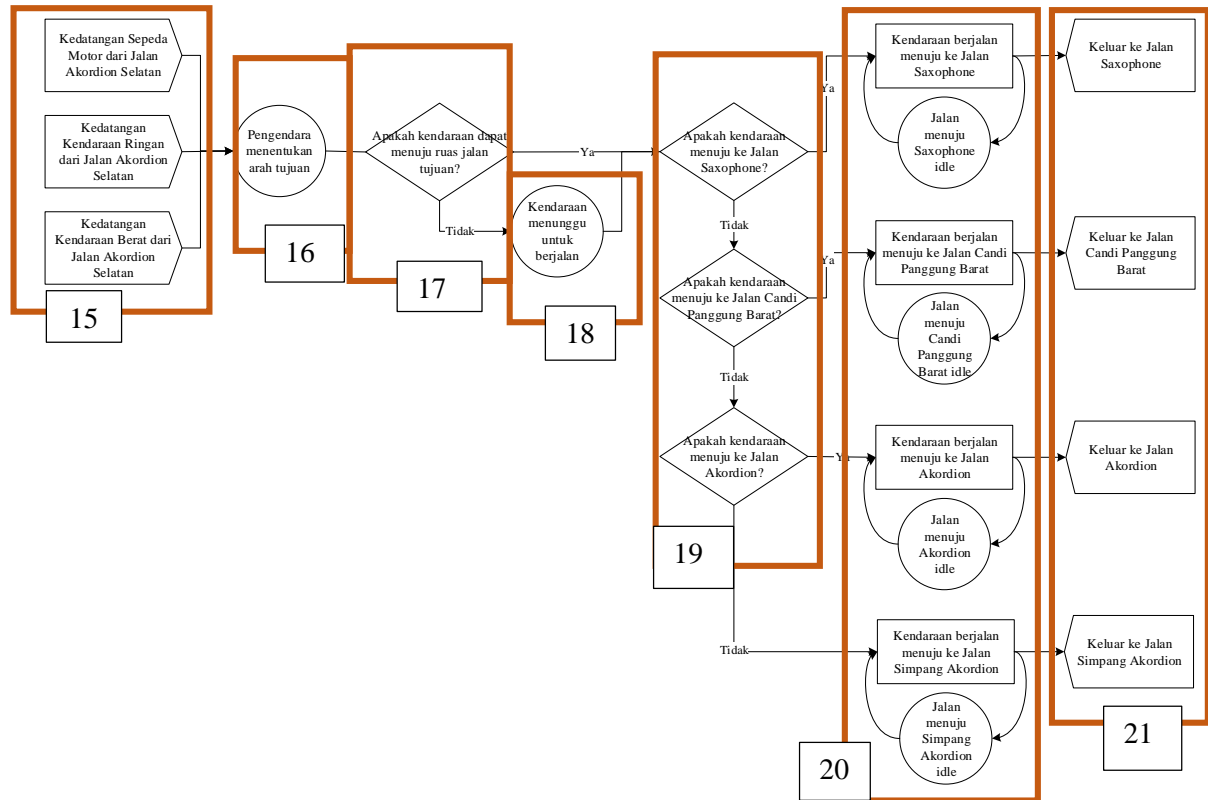 Kedatangan Sepeda
Motor dari Jalan
Akordion Selatan
Kedatangan
Kendaraan Ringan
dari Jalan Akordion
Selatan
Kedatangan
Kendaraan Berat dari
Jalan Akordion
Selatan
15
Pengendara
menentukan
arah tujuan
16
Apakah kendaraan dapat
menuju ruas jalan
tujuan?
Ya
Tidak
17
Kendaraan
menunggu
untuk
berjalan
18
Apakah kendaraan
menuju ke Jalan
Saxophone?
Ya
Tidak
Apakah kendaraan
menuju ke Jalan Candi
Panggung Barat?
Ya
Tidak
Apakah kendaraan
menuju ke Jalan
Akordion?
Ya
Tidak
19
Kendaraan berjalan
menuju ke Jalan
Saxophone
Jalan
menuju
Saxophone
idle
Kendaraan berjalan
menuju ke Jalan Candi
Panggung Barat
Jalan
menuju
Candi
Panggung
Barat idle
Kendaraan berjalan
menuju ke Jalan
Akordion
Jalan
menuju
Akordion
idle
Kendaraan berjalan
menuju ke Jalan
Simpang Akordion
Jalan
menuju
Simpang
Akordion
idle
20
Keluar ke Jalan
Saxophone
Keluar ke Jalan
Candi Panggung
Barat
Keluar ke Jalan
Akordion
Keluar ke Jalan
Simpang Akordion
21